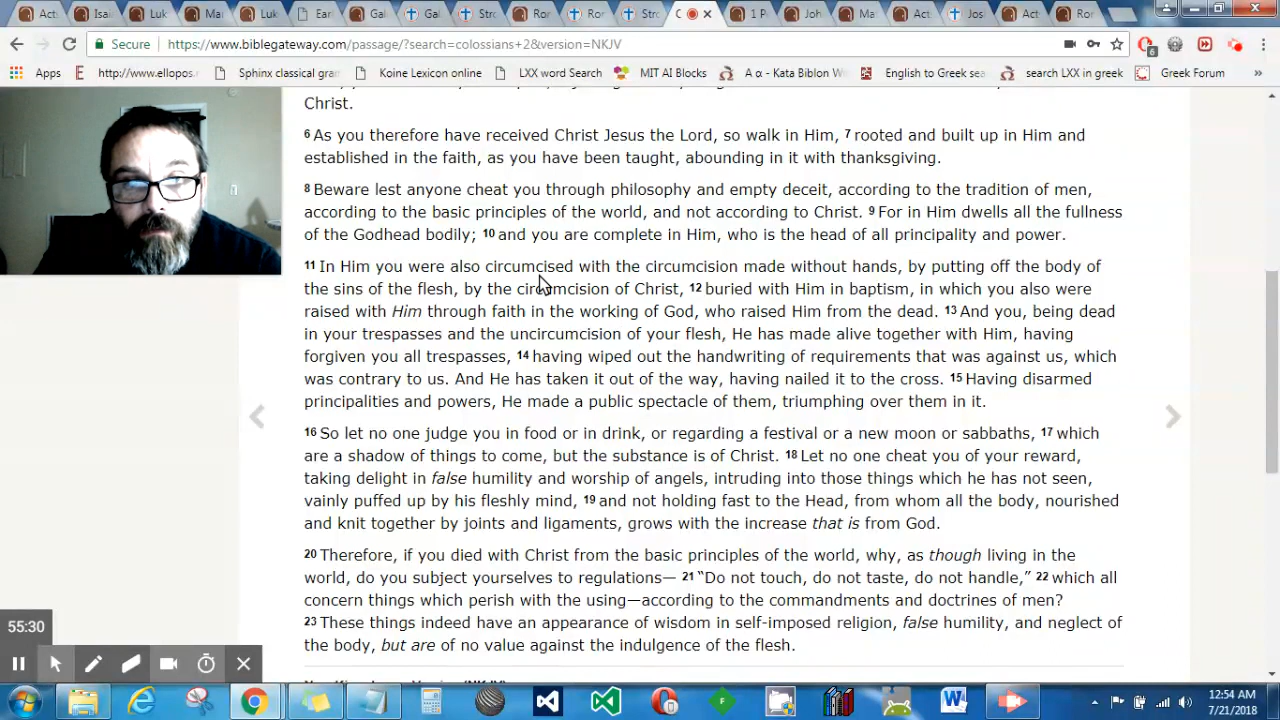 Act
Isa
Luk
Mai
Luk
Ear
Gal
Gal
Stro
Ror
Ror
Stro
C
1 P
Joh
Ma
Act
Jos
Act
Ror
Secure https://www.biblegateway.com/passage/?search=colossians+2&version=NKJV
6
Apps http://www.ellopos.r Sphinx classical gran Koine Lexicon online LXX word Search MIT AI Blocks A α - Kata Biblon W English to Greek sea search LXX in greek Greek Forum
Christ.
6 As you therefore have received Christ Jesus the Lord, so walk in Him, 7 rooted and built up in Him and
established in the faith, as you have been taught, abounding in it with thanksgiving.
8 Beware lest anyone cheat you through philosophy and empty deceit, according to the tradition of men,
according to the basic principles of the world, and not according to Christ. 9 For in Him dwells all the fullness
of the Godhead bodily; 10 and you are complete in Him, who is the head of all principality and power.
11 In Him you were also circumcised with the circumcision made without hands, by putting off the body of
the sins of the flesh, by the circumcision of Christ, 12 buried with Him in baptism, in which you also were
raised with Him through faith in the working of God, who raised Him from the dead. 13 And you, being dead
in your trespasses and the uncircumcision of your flesh, He has made alive together with Him, having
forgiven you all trespasses, 14 having wiped out the handwriting of requirements that was against us, which
was contrary to us. And He has taken it out of the way, having nailed it to the cross. 15 Having disarmed
principalities and powers, He made a public spectacle of them, triumphing over them in it.
16 So let no one judge you in food or in drink, or regarding a festival or a new moon or sabbaths, 17 which
are a shadow of things to come, but the substance is of Christ. 18 Let no one cheat you of your reward,
taking delight in false humility and worship of angels, intruding into those things which he has not seen,
vainly puffed up by his fleshly mind, 19 and not holding fast to the Head, from whom all the body, nourished
and knit together by joints and ligaments, grows with the increase that is from God.
20 Therefore, if you died with Christ from the basic principles of the world, why, as though living in the
world, do you subject yourselves to regulations— 21 “Do not touch, do not taste, do not handle,” 22 which all
concern things which perish with the using—according to the commandments and doctrines of men?
23 These things indeed have an appearance of wisdom in self-imposed religion, false humility, and neglect of
the body, but are of no value against the indulgence of the flesh.
55:30
12:54 AM
7/21/2018